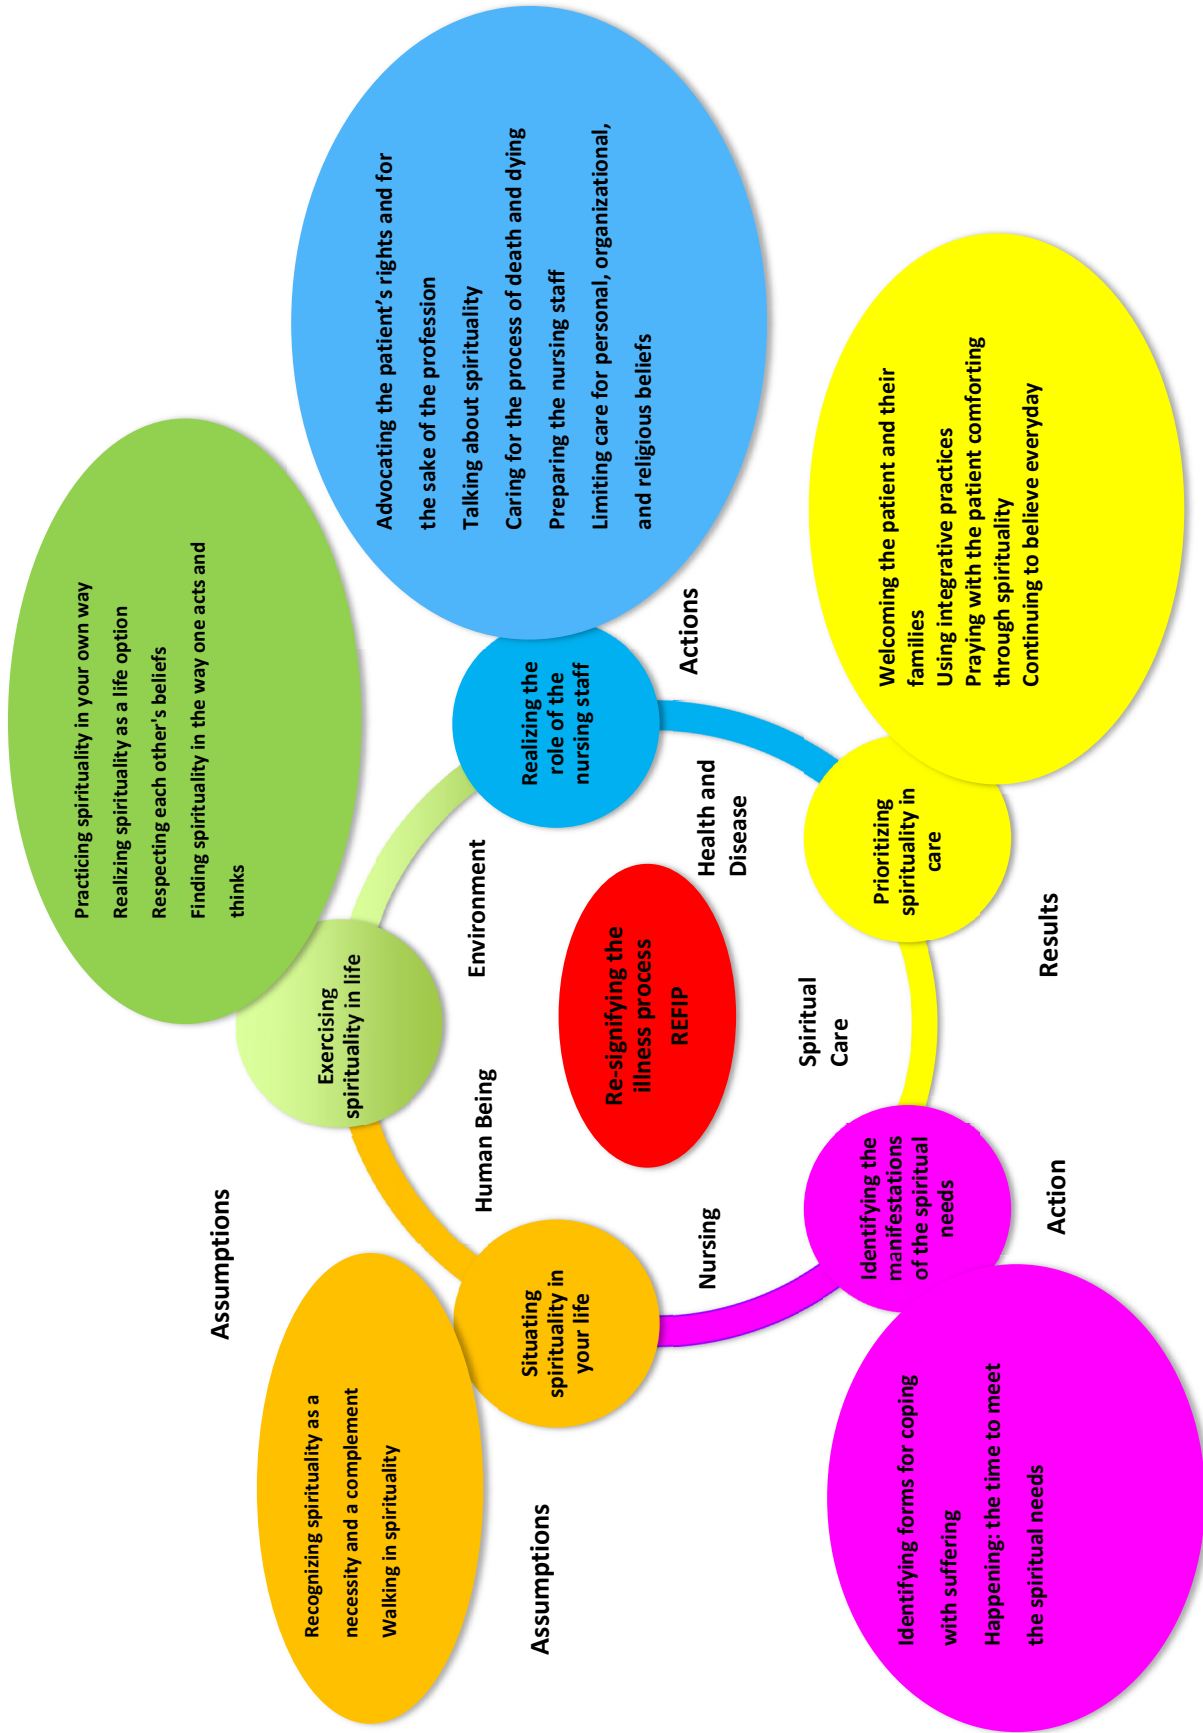 Assumptions
Recognizing spirituality as a
necessity and a complement
Walking in spirituality
Assumptions
Situating
spirituality in
your life
Exercising
spirituality in life
Practicing spirituality in your own way
Realizing spirituality as a life option
Respecting each other's beliefs
Finding spirituality in the way one acts and
thinks
Human Being
Environment
Realizing the
role of the
nursing staff
Advocating the patient's rights and for
the sake of the profession
Talking about spirituality
Caring for the process of death and dying
Preparing the nursing staff
Limiting care for personal, organizational,
and religious beliefs
Actions
Nursing
Re-signifying the
illness process
REFIP
Health and
Disease
Spiritual
Care
Identifying the
manifestations
of the spiritual
needs
Identifying forms for coping
with suffering
Happening: the time to meet
the spiritual needs
Action
Prioritizing
spirituality in
care
Welcoming the patient and their
families
Using integrative practices
Praying with the patient comforting
through spirituality
Continuing to believe everyday
Results